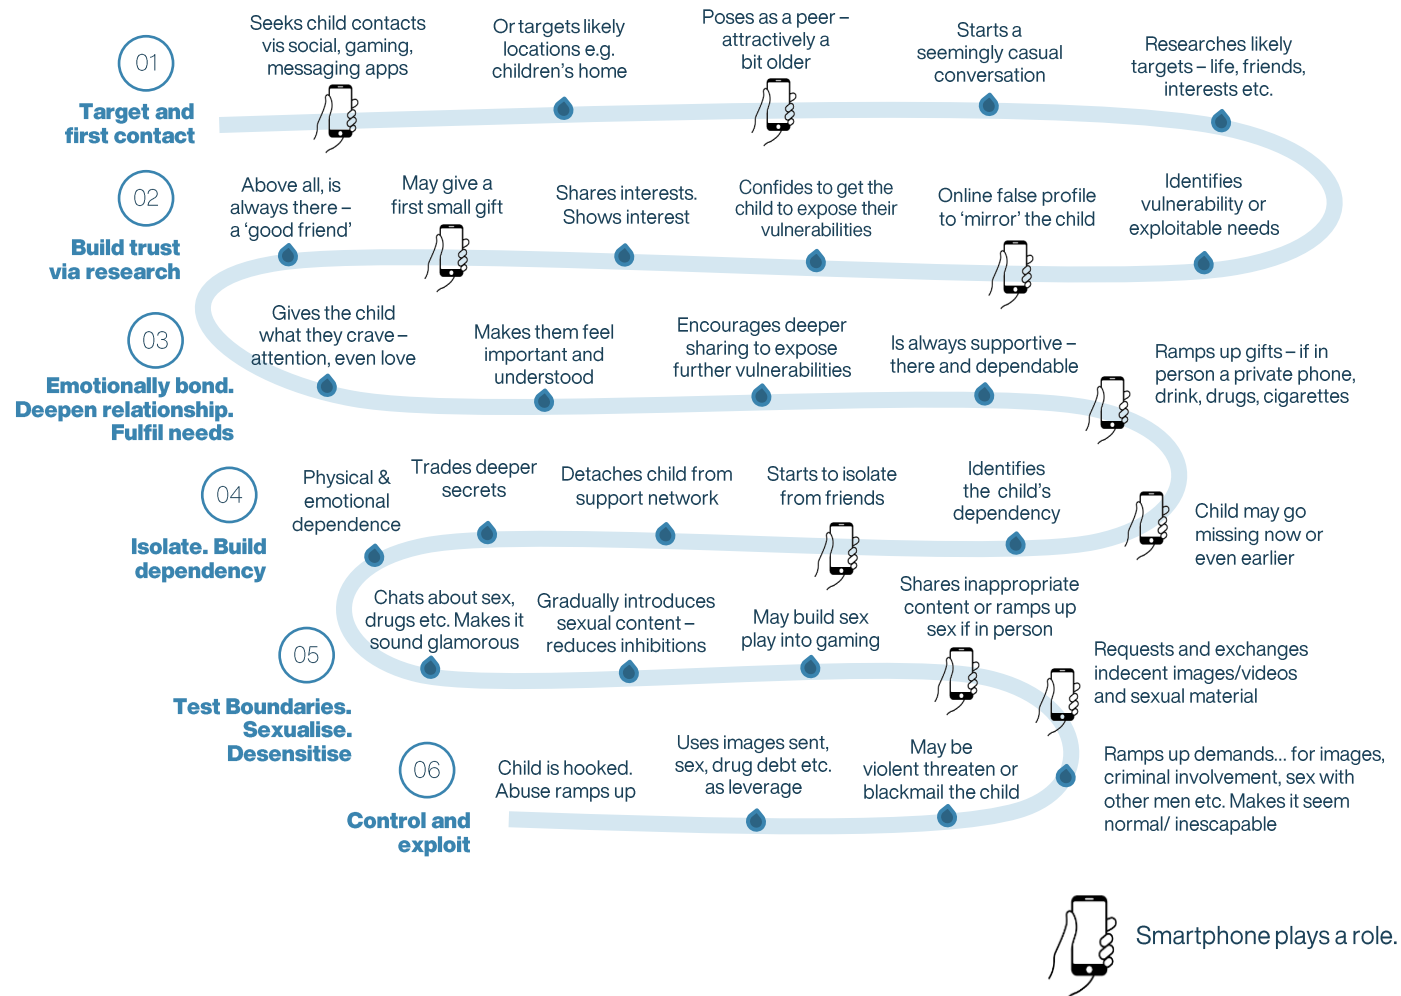 01
Target and
first contact
Seeks child contacts
vis social, gaming,
messaging apps
Or targets likely
locations e.g.
children's home
Poses as a peer –
attractively a
bit older
Starts a
seemingly casual
conversation
Researches likely
targets – life, friends,
interests etc.
02
Build trust
via research
Above all, is
always there –
a 'good friend'
May give a
first small gift
Shares interests.
Shows interest
Confides to get the
child to expose their
vulnerabilities
Online false profile
to 'mirror' the child
Identifies
vulnerability or
exploitable needs
03
Emotionally bond.
Deepen relationship.
Fulfil needs
Gives the child
what they crave –
attention, even love
Makes them feel
important and
understood
Encourages deeper
sharing to expose
further vulnerabilities
Is always supportive –
there and dependable
Ramps up gifts – if in
person a private phone,
drink, drugs, cigarettes
04
Isolate. Build
dependency
Physical &
emotional
dependence
Trades deeper
secrets
Detaches child from
support network
Starts to isolate
from friends
Identifies
the child's
dependency
Child may go
missing now or
even earlier
05
Test Boundaries.
Sexualise.
Desensitise
Chats about sex,
drugs etc. Makes it
sound glamorous
Gradually introduces
sexual content –
reduces inhibitions
May build sex
play into gaming
Shares inappropriate
content or ramps up
sex if in person
Requests and exchanges
indecent images/videos
and sexual material
06
Control and
exploit
Child is hooked.
Abuse ramps up
Uses images sent,
sex, drug debt etc.
as leverage
May be
violent threaten or
blackmail the child
Ramps up demands... for images,
criminal involvement, sex with
other men etc. Makes it seem
normal/ inescapable
Smartphone plays a role.